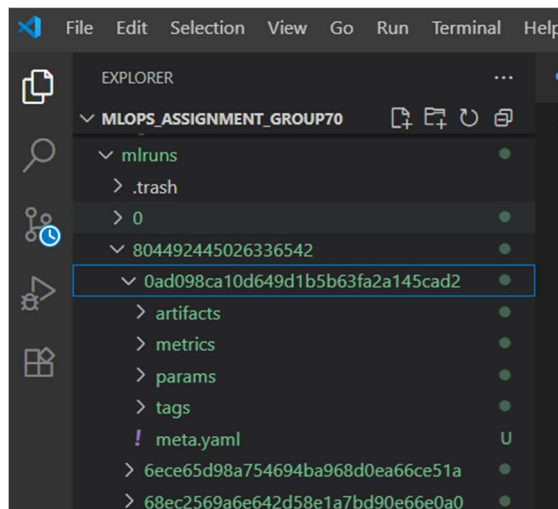 File Edit Selection View Go Run Terminal Help
EXPLORER ...
MLOPS_ASSIGNMENT_GROUP70
mlruns
.trash
0
804492445026336542
0ad098ca10d649d1b5b63fa2a145cad2
artifacts
metrics
params
tags
! meta.yaml U
6ece65d98a754694ba968d0ea66ce51a
68ec2569a6e642d58e1a7bd90e66e0a0